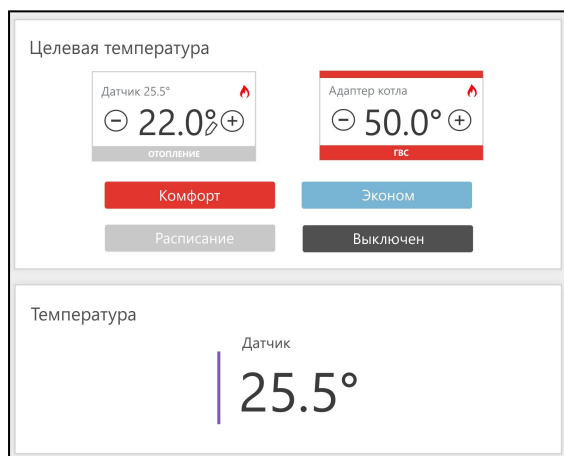 Целевая температура
Датчик 25.5°
22.0°
ОТОПЛЕНИЕ
Адаптер котла
50.0°
ГВС
Комфорт
Эконом
Расписание
Выключен
Температура
Датчик
25.5°